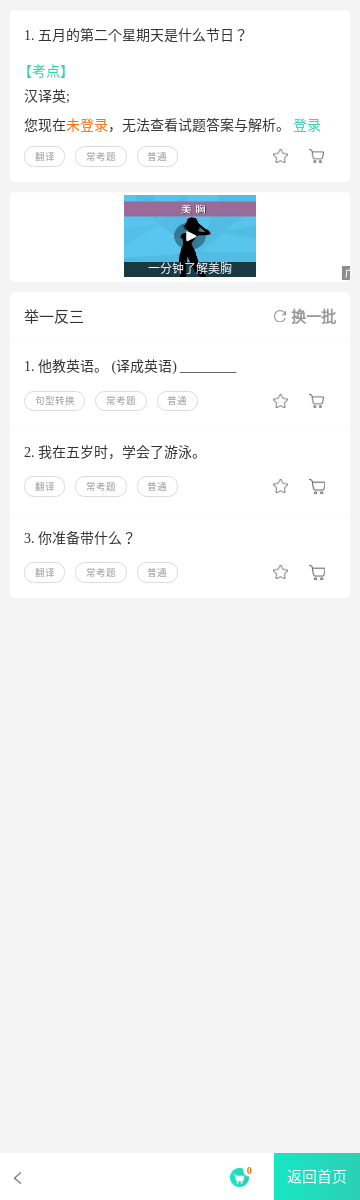 1. 五月的第二个星期天是什么节日？
【考点】
汉译英;
您现在未登录，无法查看试题答案与解析。 登录
翻译 常考题 普通
美 胸
一分钟了解美胸
举一反三
换一批
1. 他教英语。 (译成英语) ________
句型转换 常考题 普通
2. 我在五岁时，学会了游泳。
翻译 常考题 普通
3. 你准备带什么？
翻译 常考题 普通
0
返回首页